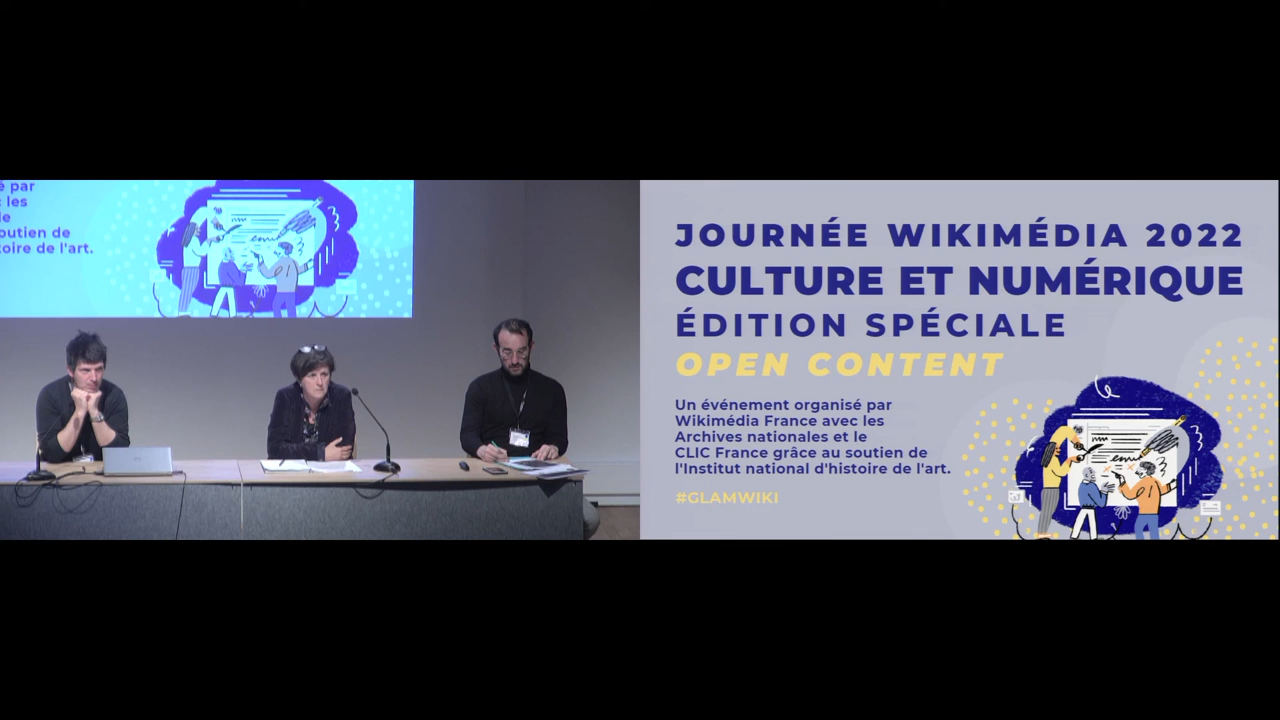 é par
c les
le
outien de
toire de l'art.
JOURNÉE WIKIMÉDIA 2022
CULTURE ET NUMÉRIQUE
ÉDITION SPÉCIALE
OPEN CONTENT
Un événement organisé par
Wikimédia France avec les
Archives nationales et le
CLIC France grâce au soutien de
l'Institut national d'histoire de l'art.
#GLAMWIKI